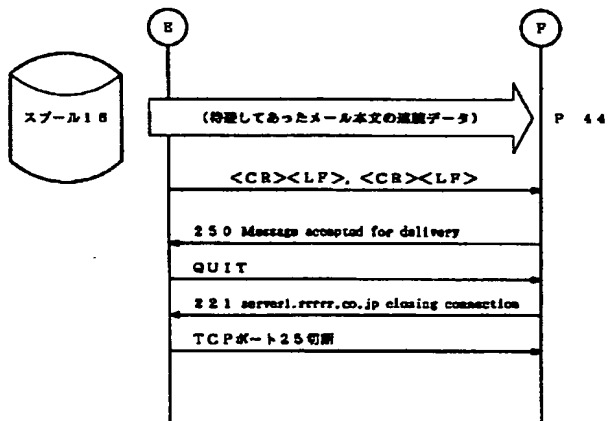 E
F
スプール16
(待避してあったメール本文の連続データ)
P 44
<CR><LF>. <CR><LF>
250 Message accepted for delivery
QUIT
221 server1.rrrrr.co.jp closing connection
TCPポート25切断